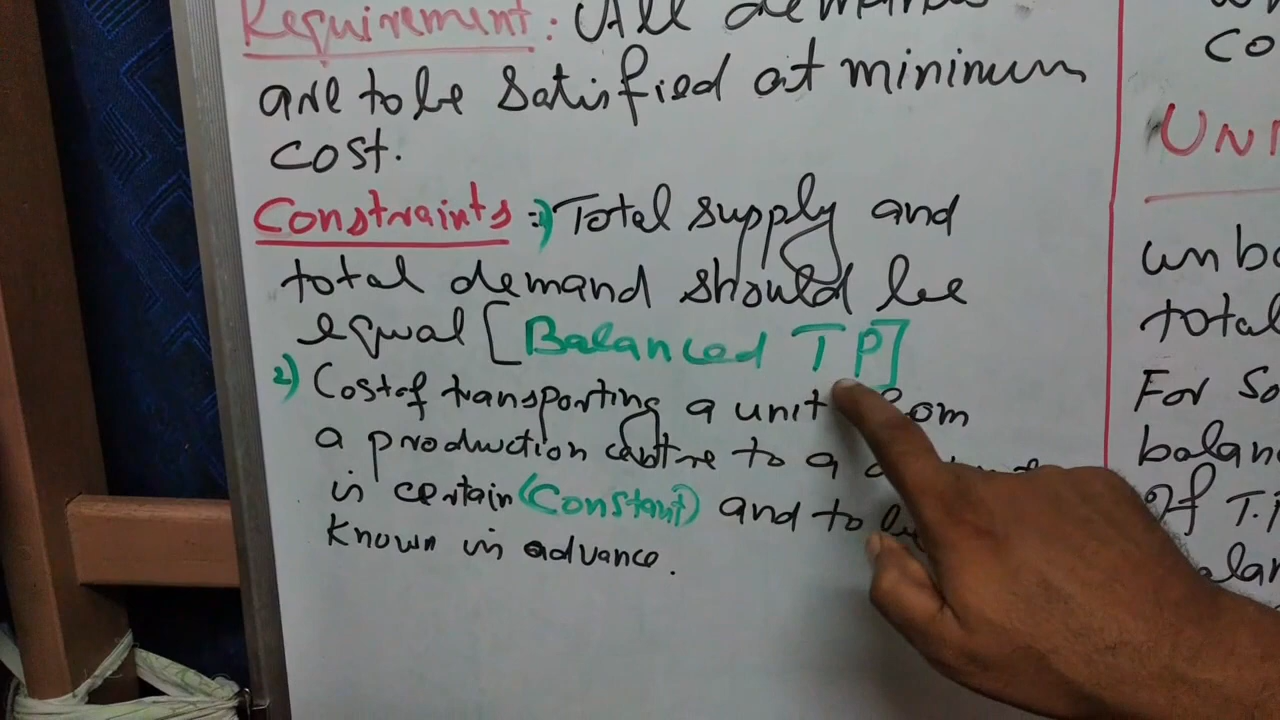 Requirement: All
are to be satisfied at minimum
cost.
Constraints :- 1) Total supply and
total demand should be
equal [Balanced TP]
2) Cost of transporting a unit
a production centre to a
is certain (Constant) and to
known in advance.
CO
UN
unb
total
For So
balan
Of T.P
alan